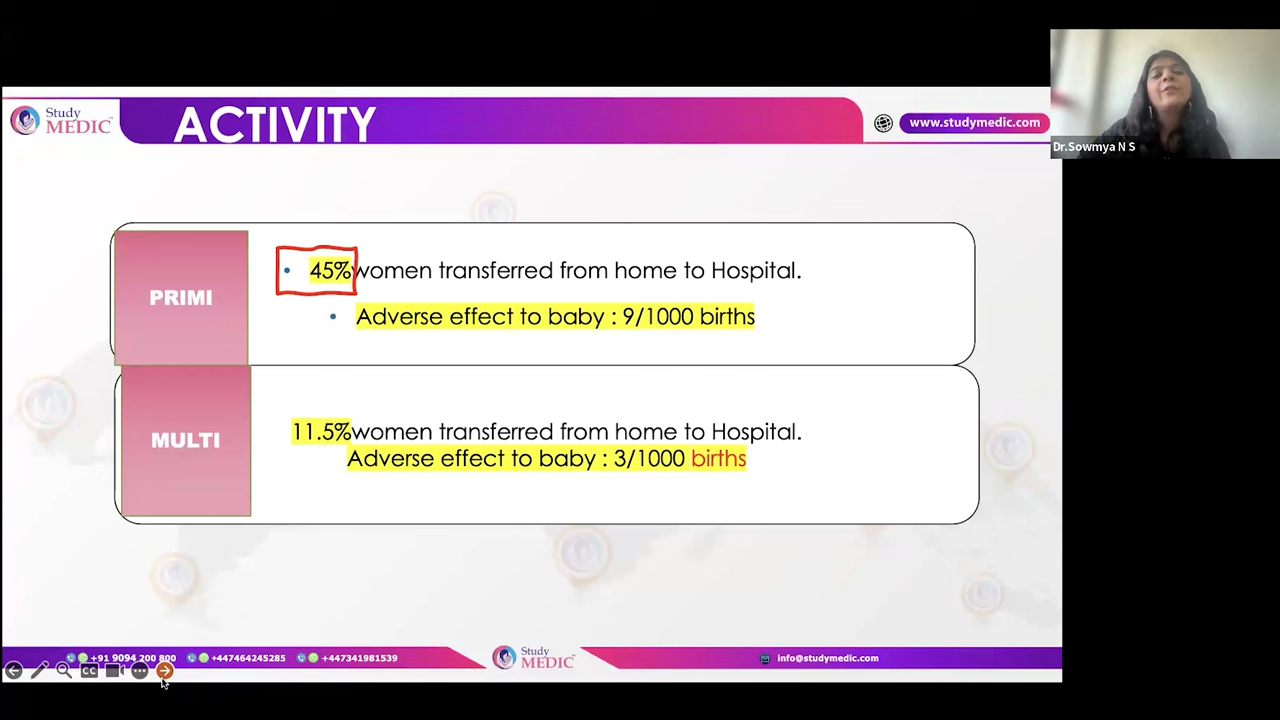 Study
MEDIC
ACTIVITY
www.studymedic.com
Dr.Sowmya N S
PRIMI
• 45%women transferred from home to Hospital.
• Adverse effect to baby : 9/1000 births
MULTI
11.5%women transferred from home to Hospital.
Adverse effect to baby : 3/1000 births
+91 9094 200 800
+447464245285
+447341981539
Study
MEDIC
info@studymedic.com
CC